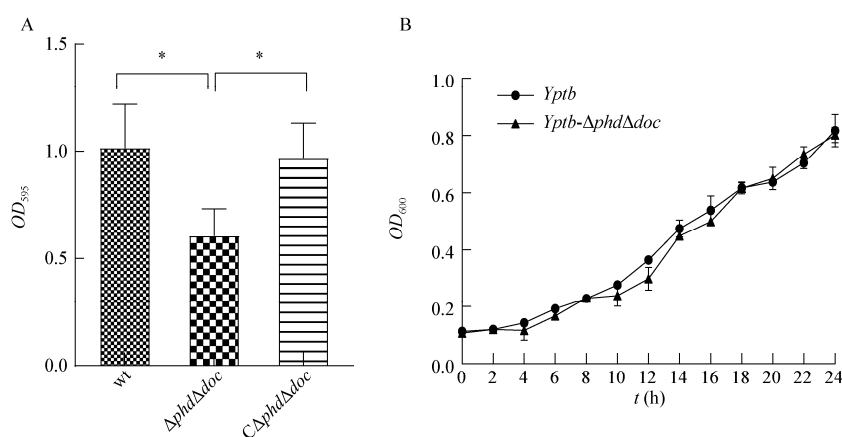 A
B
1.5
1.0
0.5
0.0
OD₅₉₅
*
*
wt
ΔphdΔdoc
CΔphdΔdoc
1.0
0.8
0.6
0.4
0.2
0.0
OD₆₀₀
Yptb
Yptb-ΔphdΔdoc
0 2 4 6 8 10 12 14 16 18 20 22 24
t (h)